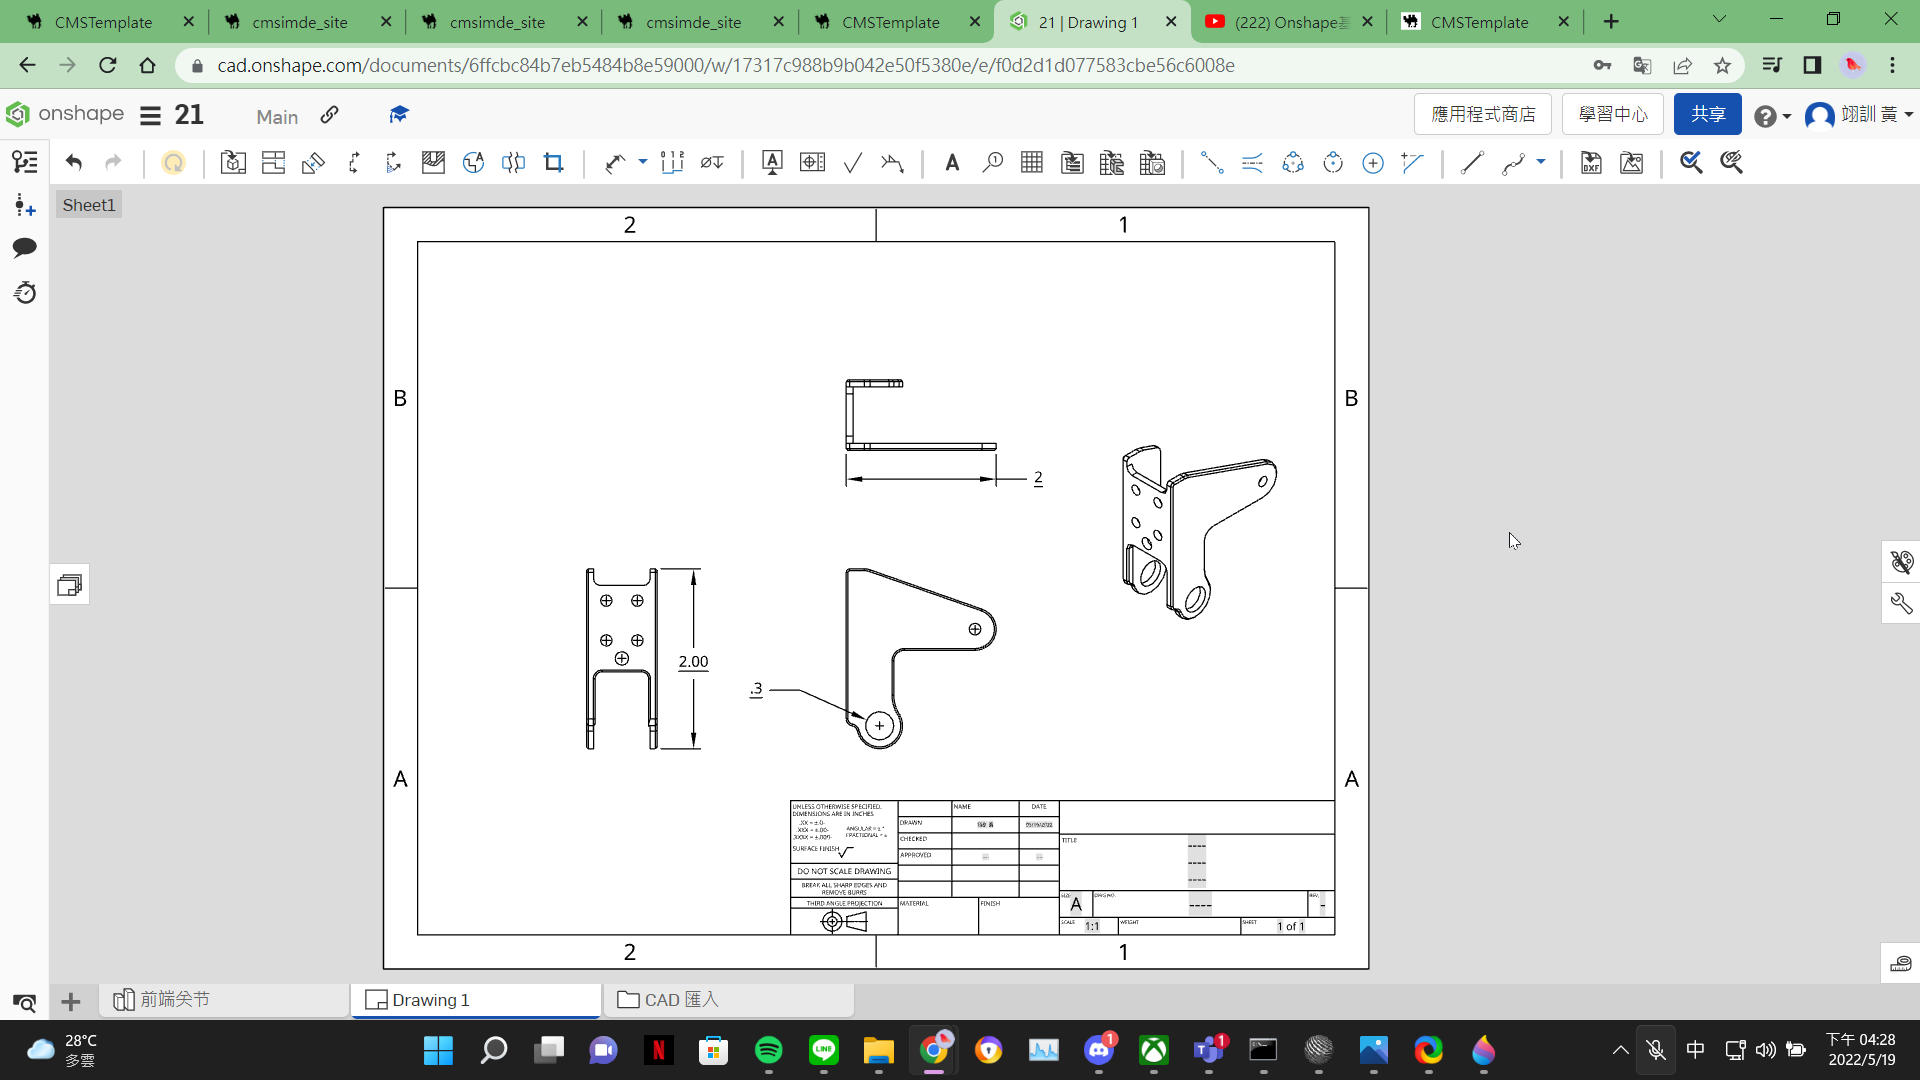 CMSTemplate
cmsimde_site
cmsimde_site
cmsimde_site
CMSTemplate
21 | Drawing 1
(222) Onshape
CMSTemplate
cad.onshape.com/documents/6ffcbc84b7eb5484b8e59000/w/17317c988b9b042e50f5380e/e/f0d2d1d077583cbe56c6008e
onshape
21
Main
應用程式商店
學習中心
共享
翊訓 黃
Sheet1
2
1
B
B
2
2.00
.3
A
A
UNLESS OTHERWISE SPECIFIED,
DIMENSIONS ARE IN INCHES
SURFACE FINISH
DO NOT SCALE DRAWING
BREAK ALL SHARP EDGES AND
REMOVE BURRS
THIRD ANGLE PROJECTION
NAME
DATE
DRAWN
CHECKED
APPROVED
MATERIAL
FINISH
TITLE
----
----
----
SIZE
A
DWG NO.
----
REV.
-
SCALE
1:1
WEIGHT
SHEET
1 of 1
2
1
前端关节
Drawing 1
CAD 匯入
28°C
多雲
中
下午 04:28
2022/5/19